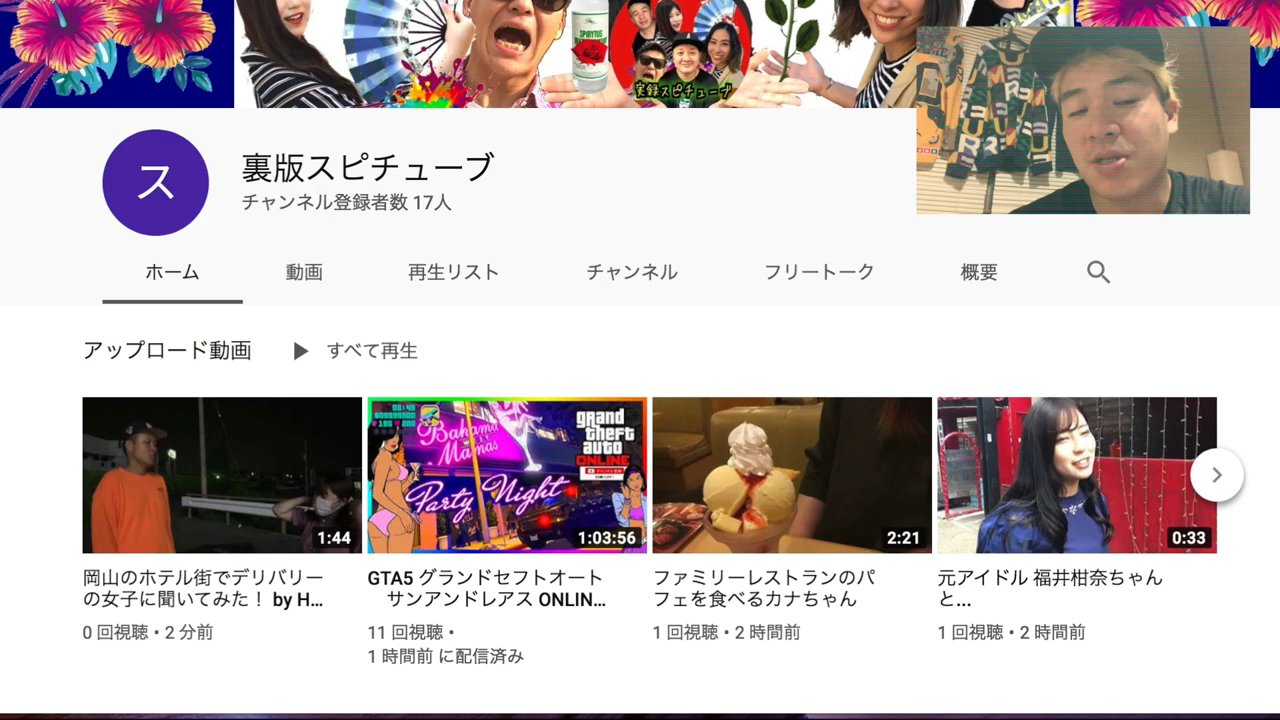 SPIRYTUS
実録スピチューブ
ス
裏版スピチューブ
チャンネル登録者数 17人
ホーム
動画
再生リスト
チャンネル
フリートーク
概要
アップロード動画
すべて再生
1:44
Bahama
Mamas
Party Night
grand
theft
auto
ONLINE
1:03:56
2:21
0:33
岡山のホテル街でデリバリー
の女子に聞いてみた！ by H...
0 回視聴・2 分前
GTA5 グランドセフトオート
サンアンドレアス ONLIN...
11 回視聴・
1 時間前 に配信済み
ファミリーレストランのパ
フェを食べるカナちゃん
1 回視聴・2 時間前
元アイドル 福井柑奈ちゃん
と...
1 回視聴・2 時間前